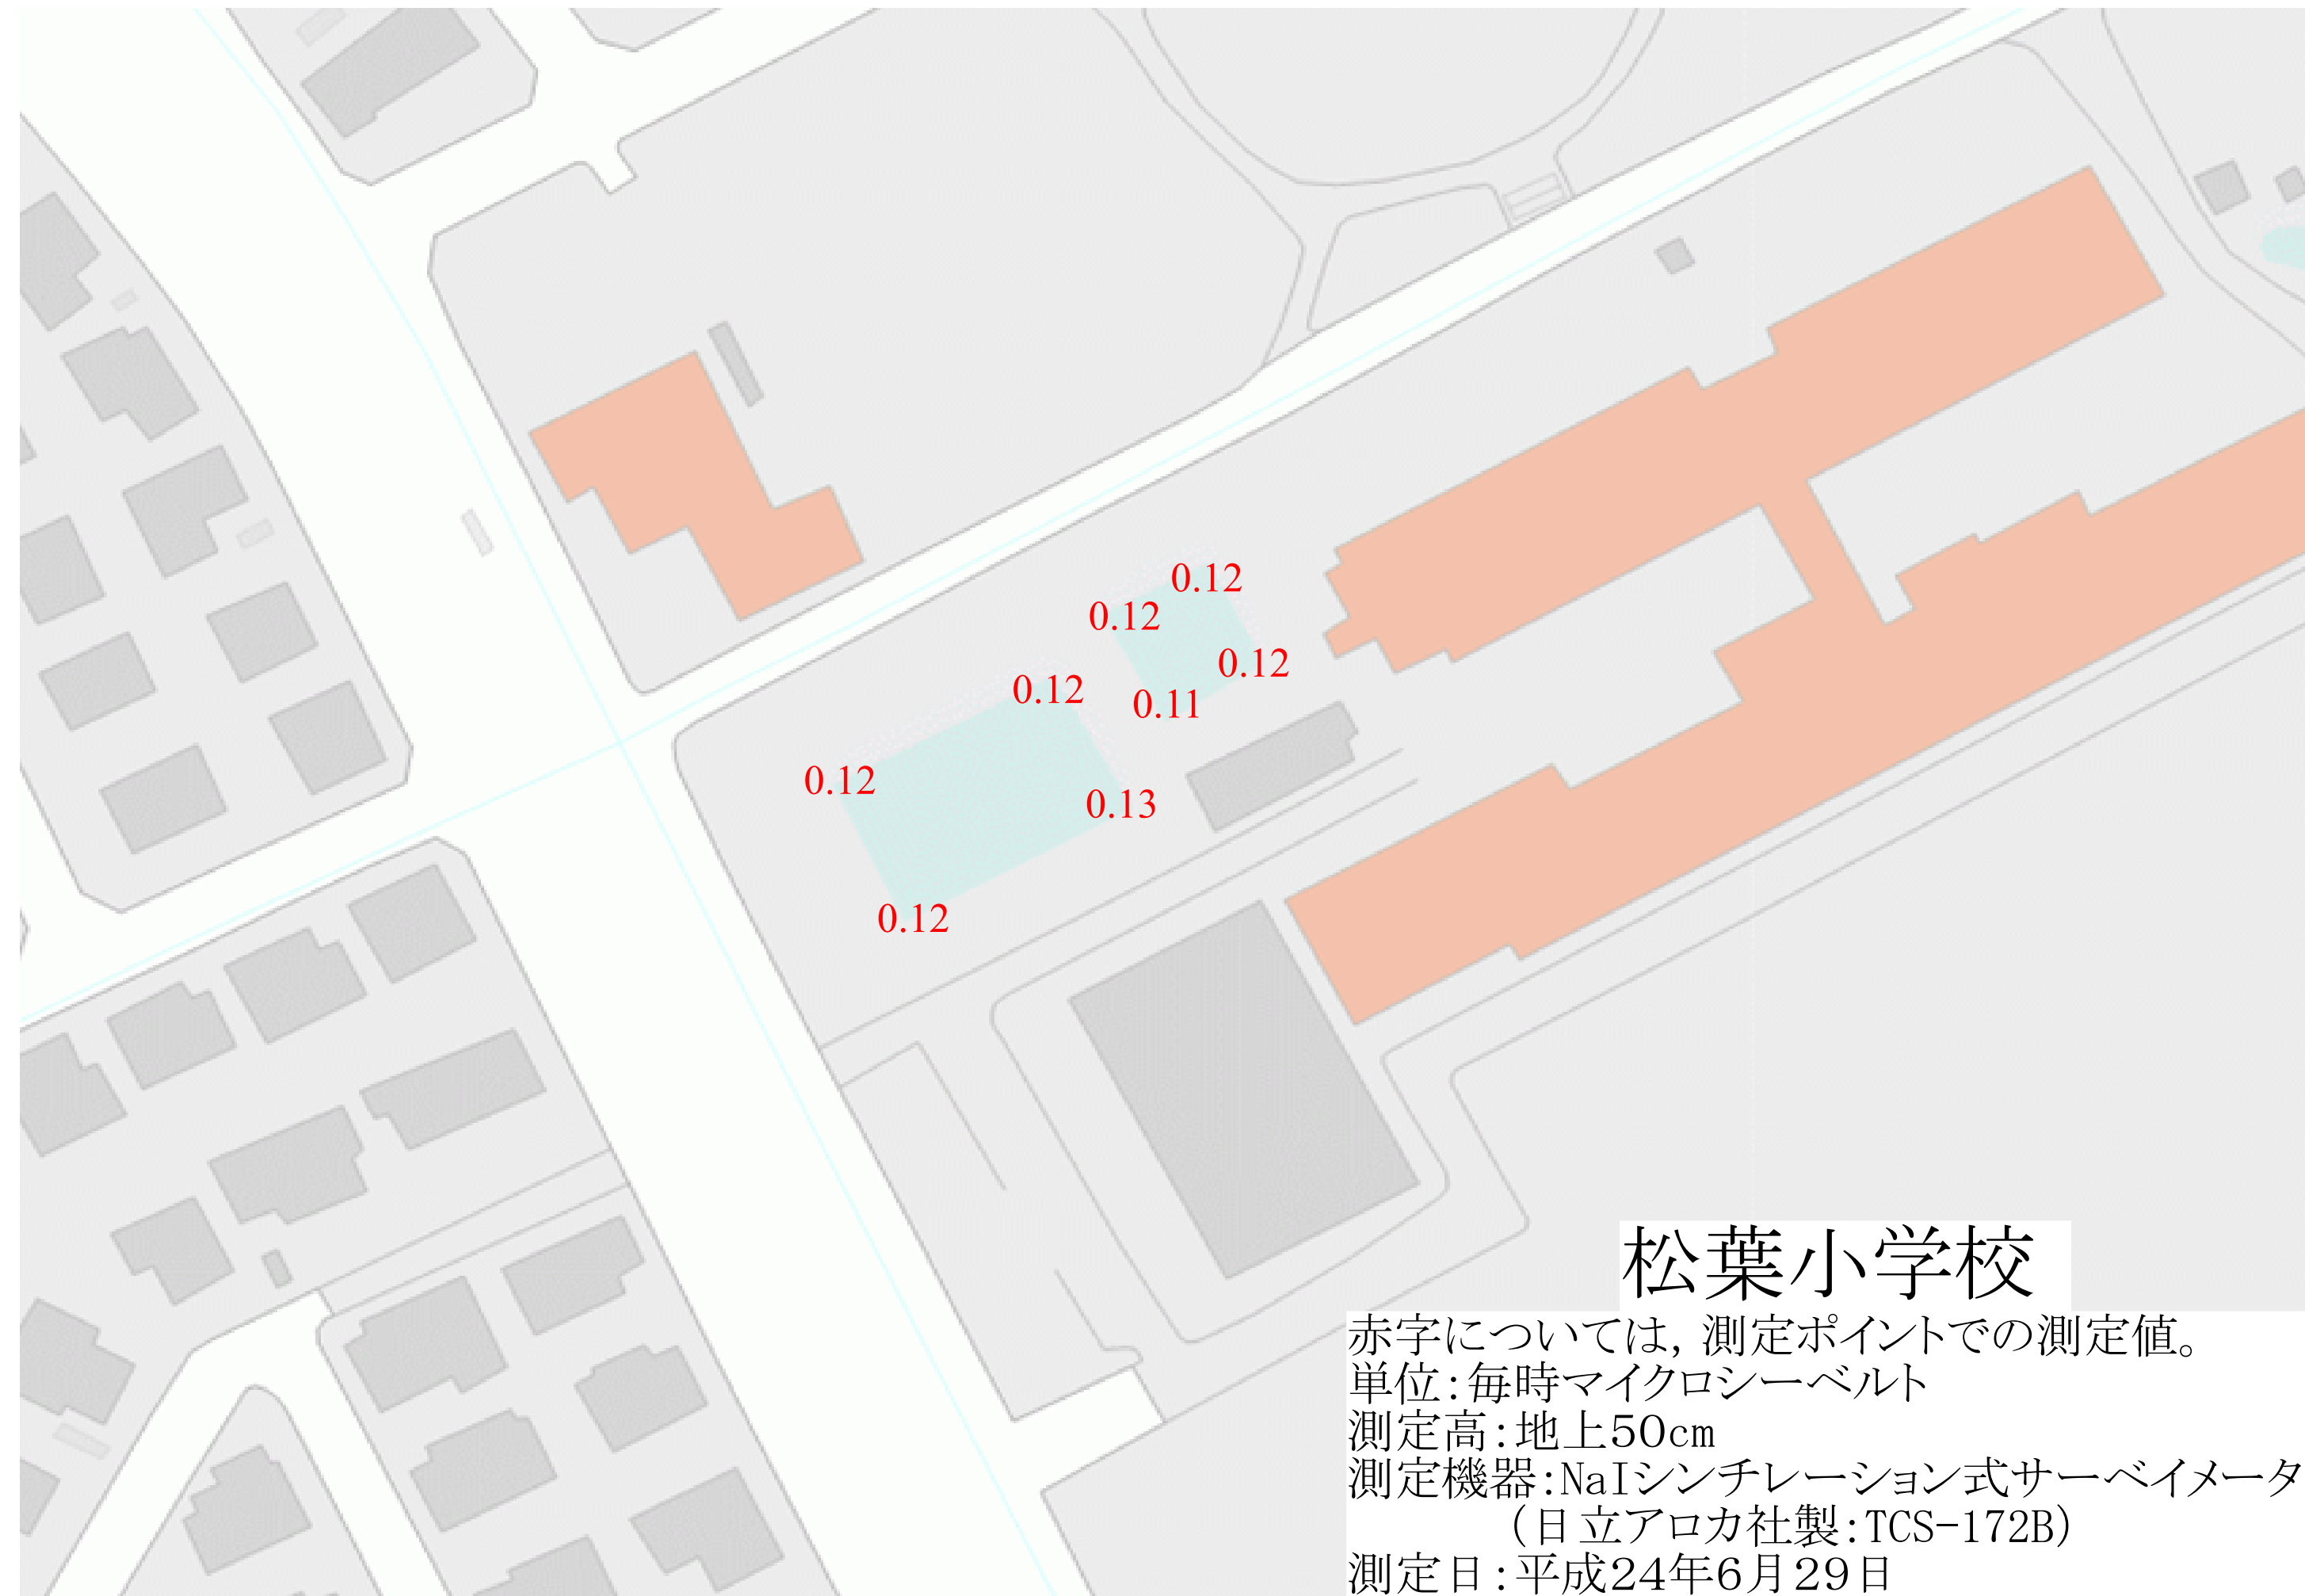 0.12
0.12
0.12
0.12
0.11
0.12
0.13
0.12
松葉小学校
赤字については，測定ポイントでの測定値。
単位：毎時マイクロシーベルト
測定高：地上50cm
測定機器：NaIシンチレーション式サーベイメータ
（日立アロカ社製：TCS-172B）
測定日：平成24年6月29日